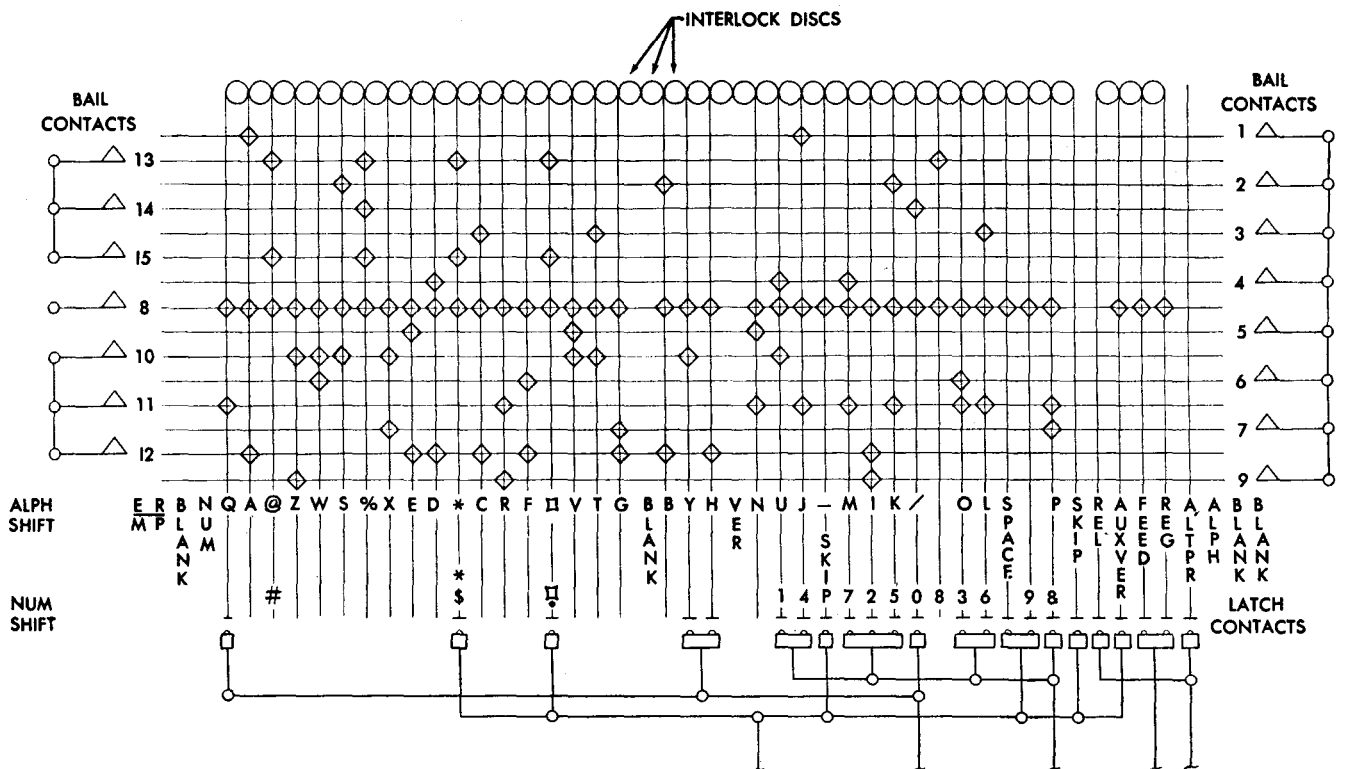 INTERLOCK DISCS
BAIL CONTACTS
BAIL CONTACTS
1
13
2
14
3
15
4
8
5
10
6
11
7
12
9
ALPH SHIFT
E R M P BLANK NUM Q A @ Z W S % X E D * C R F ¤ V T G BLANK B Y H VER N U J — SKIP M I K / O L SPACE P SKIP REL AUXVER FEED REG ALTPR ALPH BLANK BLANK
NUM SHIFT
# * $ ¤ . 1 4 7 2 5 0 8 3 6 9 8
LATCH CONTACTS